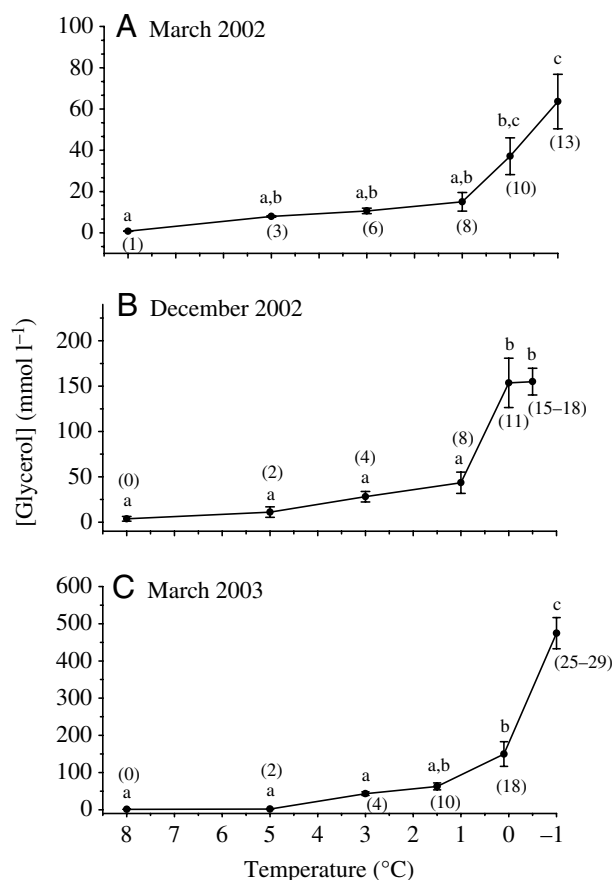 A March 2002
100
80
60
40
20
0
a
(1)
a,b
(3)
a,b
(6)
a,b
(8)
b,c
(10)
c
(13)
B December 2002
[Glycerol] (mmol l–1)
200
150
100
50
0
(0)
a
(2)
a
(4)
a
(8)
a
b
(11)
b
(15–18)
C March 2003
600
500
400
300
200
100
0
(0)
a
(2)
a
a
(4)
a,b
(10)
b
(18)
c
(25–29)
8 7 6 5 4 3 2 1 0 –1
Temperature (°C)